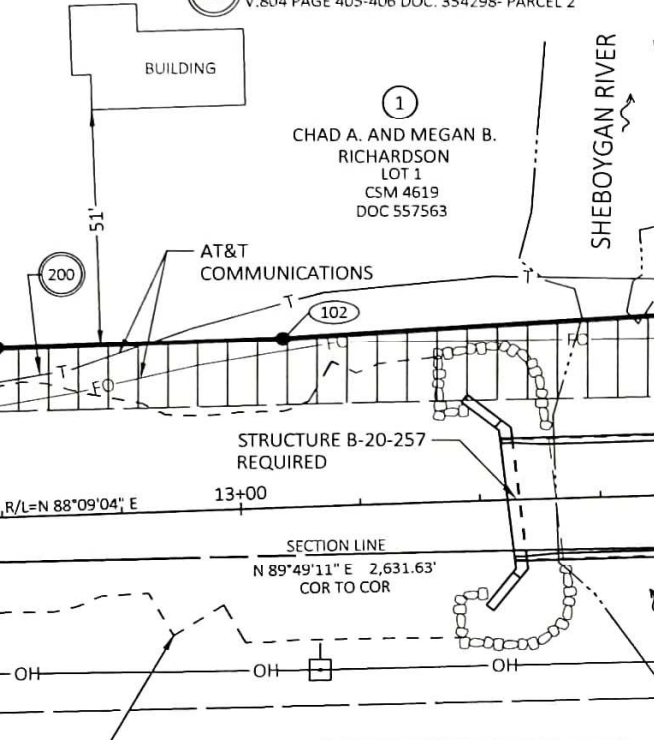 V.804 PAGE 405-406 DOC. 354298- PARCEL 2
BUILDING
1
CHAD A. AND MEGAN B.
RICHARDSON
LOT 1
CSM 4619
DOC 557563
SHEBOYGAN RIVER
51'
200
AT&T
COMMUNICATIONS
T
T
102
FO
FO
T
FO
STRUCTURE B-20-257
REQUIRED
R/L=N 88°09'04" E
13+00
SECTION LINE
N 89°49'11" E 2,631.63'
COR TO COR
OH
OH
OH